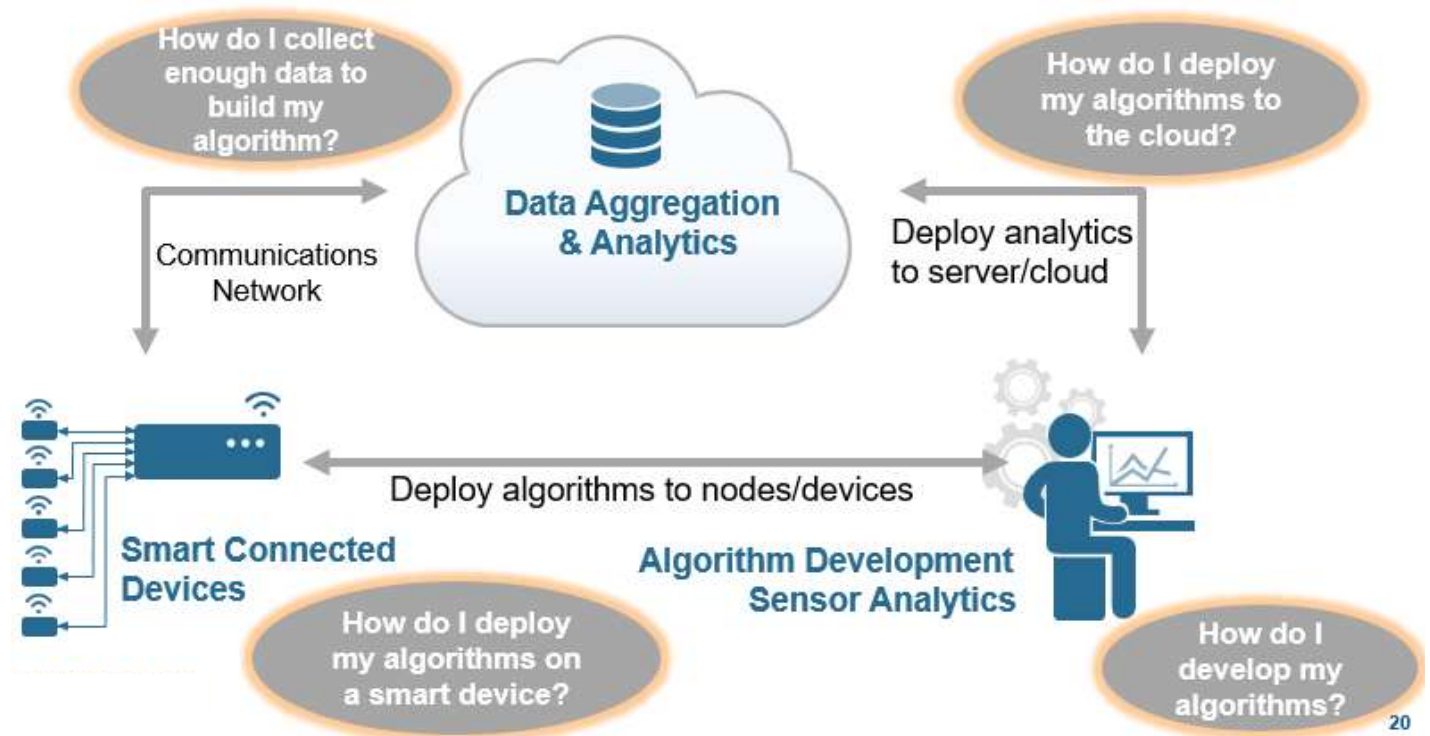 How do I collect
enough data to
build my
algorithm?
How do I deploy
my algorithms to
the cloud?
Data Aggregation
& Analytics
Communications
Network
Deploy analytics
to server/cloud
Deploy algorithms to nodes/devices
Smart Connected
Devices
Algorithm Development
Sensor Analytics
How do I deploy
my algorithms on
a smart device?
How do I
develop my
algorithms?
20